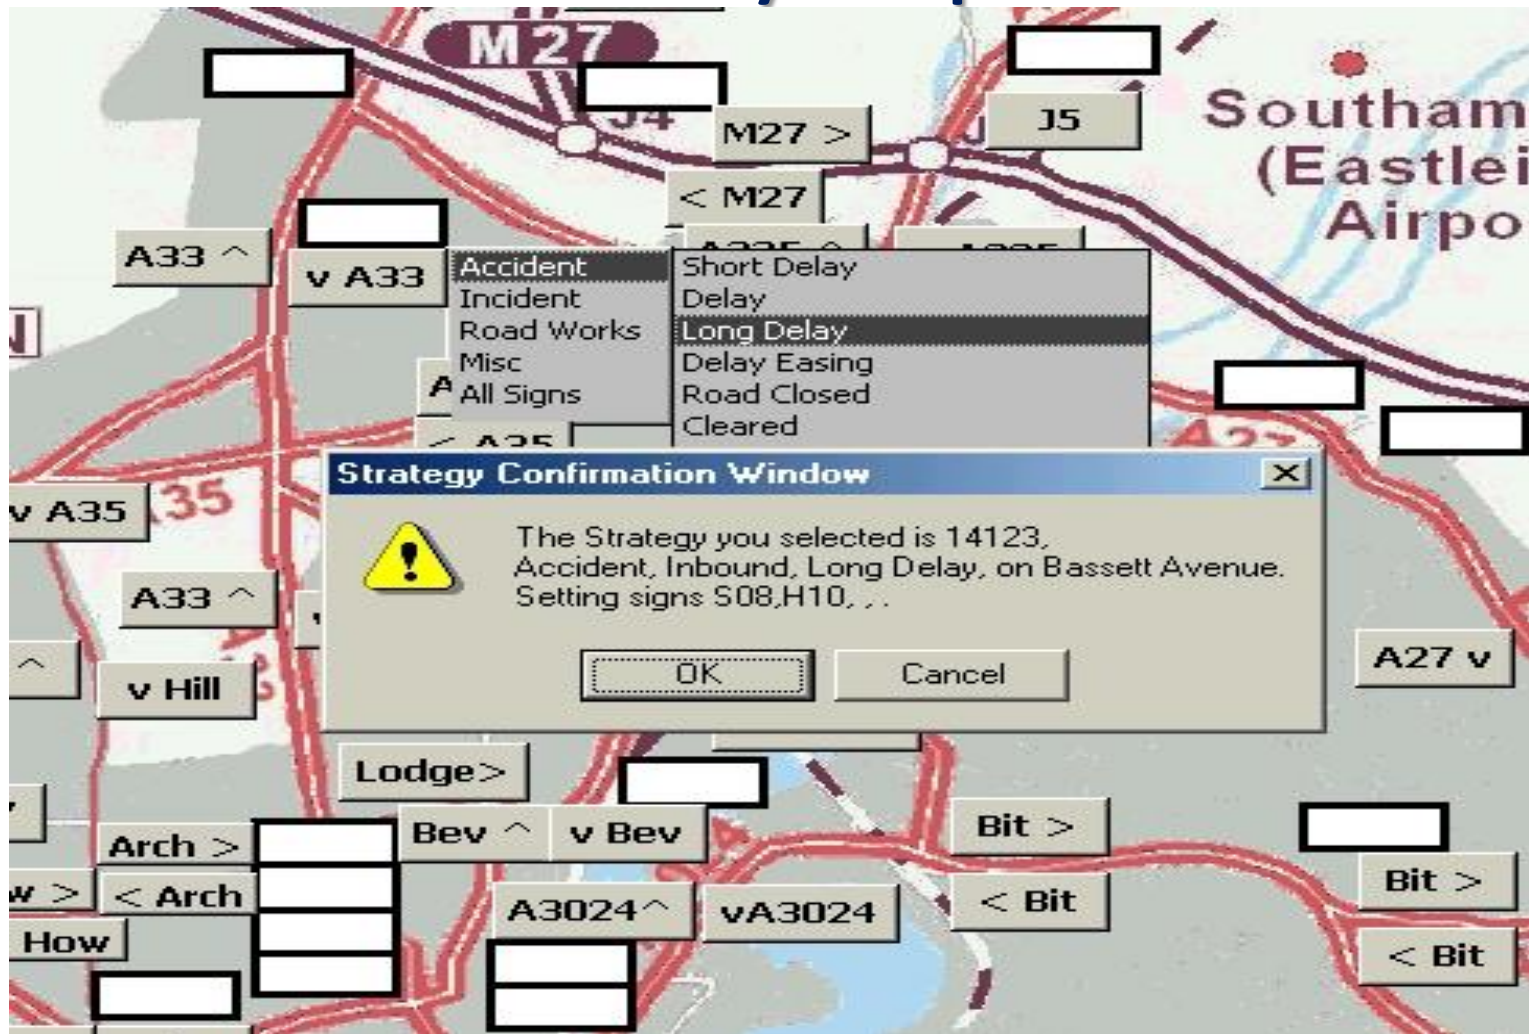 M27
J4
M27 >
J5
Southam
(Eastlei
Airpo
< M27
A33 ^
v A33
Accident
Incident
Road Works
Misc
All Signs
Short Delay
Delay
Long Delay
Delay Easing
Road Closed
Cleared
< A35
v A35
Strategy Confirmation Window
The Strategy you selected is 14123,
Accident, Inbound, Long Delay, on Bassett Avenue.
Setting signs S08,H10, , .
OK
Cancel
A33 ^
^
v Hill
A27 v
Lodge>
Bev ^
v Bev
Bit >
Arch >
< Arch
w >
How
A3024^
vA3024
< Bit
Bit >
< Bit